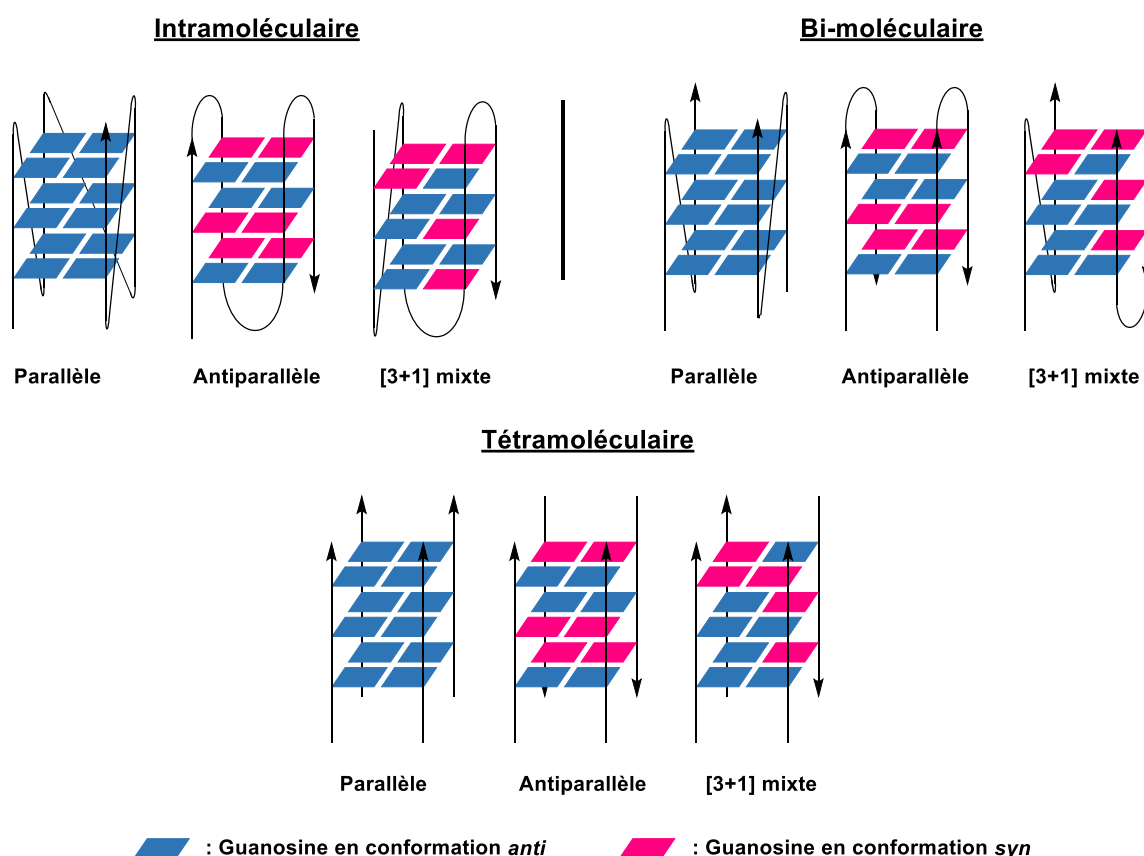 Intramoléculaire
Bi-moléculaire
Parallèle
Antiparallèle
[3+1] mixte
Parallèle
Antiparallèle
[3+1] mixte
Tétramoléculaire
Parallèle
Antiparallèle
[3+1] mixte
: Guanosine en conformation anti
: Guanosine en conformation syn